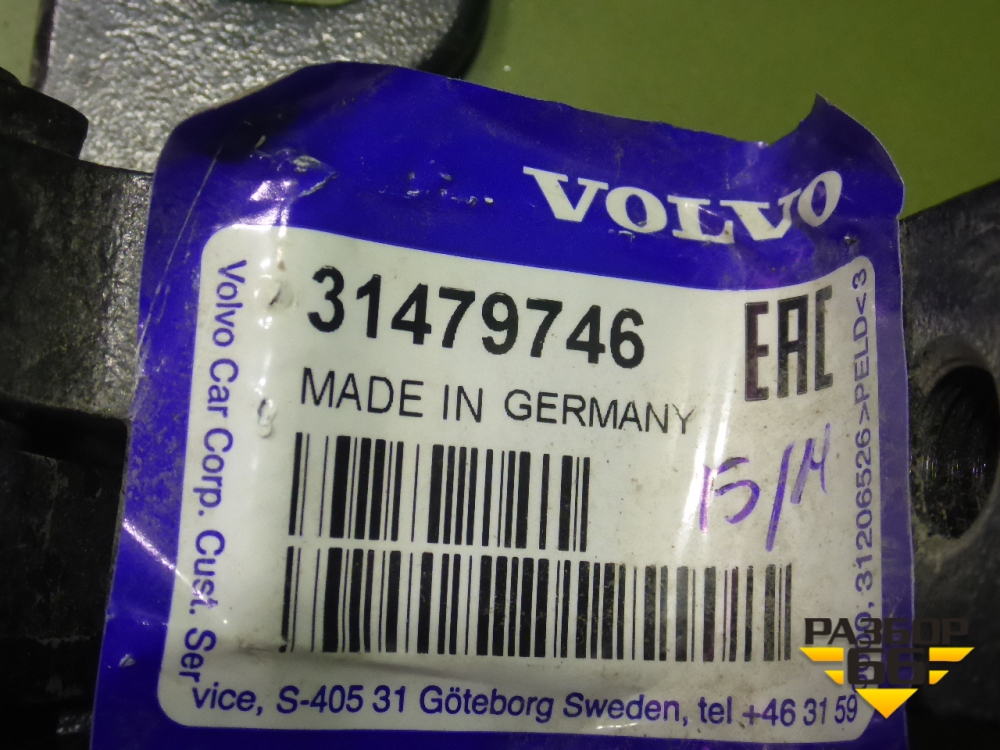 VOLVO
31479746
EAC
MADE IN GERMANY
15/14
Volvo Car Corp. Cust. Service, S-405 31 Göteborg Sweden, tel +46 31 59
31206526>PELD<3
РАЗБОР
66